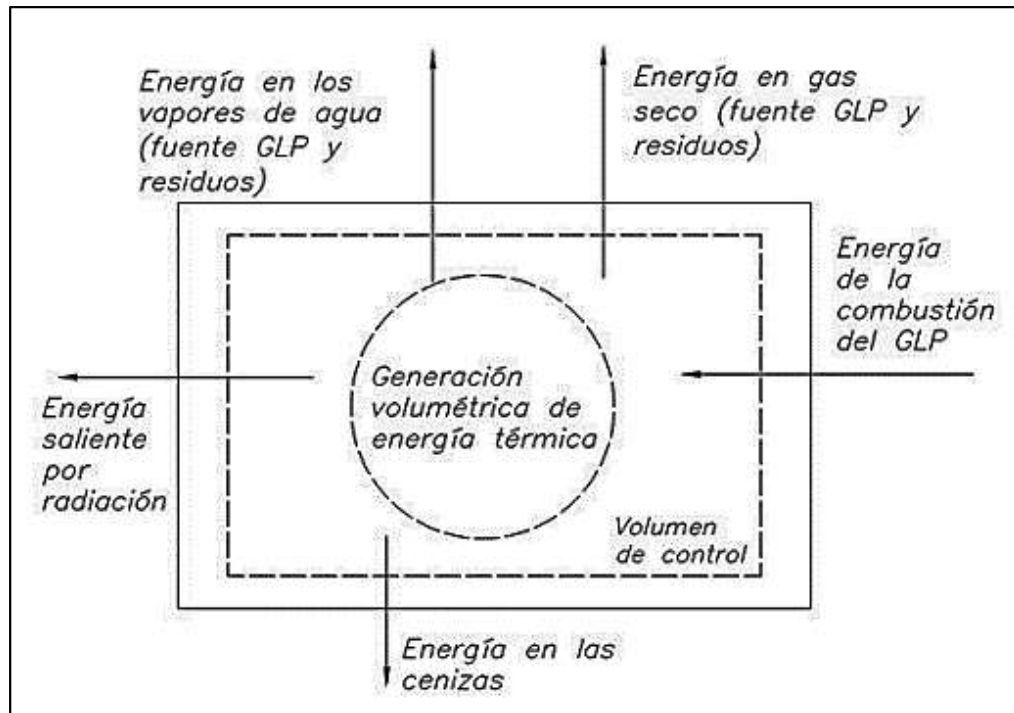 Energía en los
vapores de agua
(fuente GLP y
residuos)
Energía en gas
seco (fuente GLP y
residuos)
Energía
de la
combustión
del GLP
Generación
volumétrica de
energía térmica
Energía
saliente
por
radiación
Volumen
de control
Energía en las
cenizas